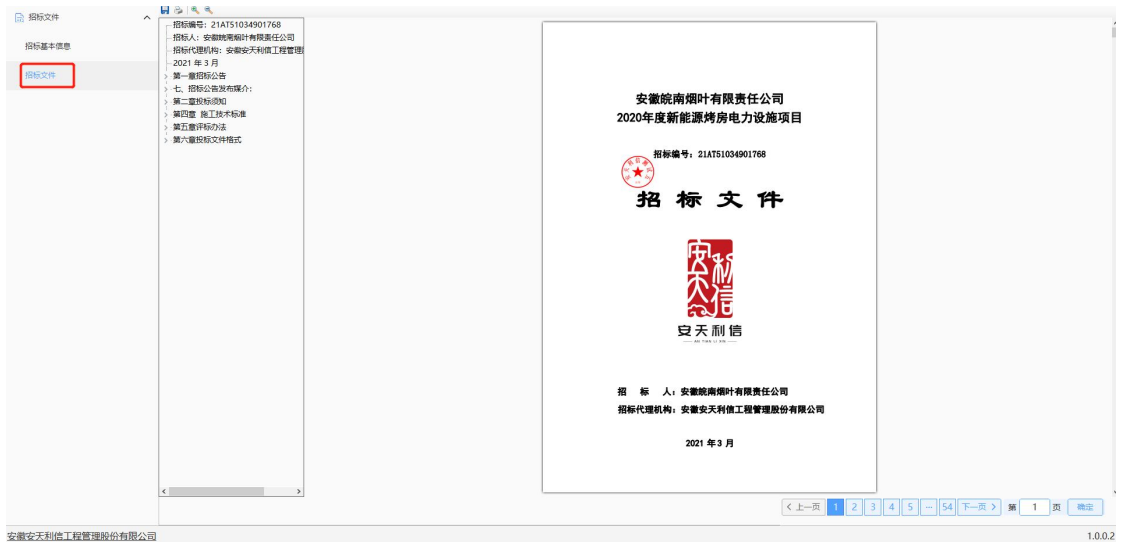 招标文件
招标基本信息
招标文件
招标编号：21AT51034901768
招标人：安徽皖南烟叶有限责任公司
招标代理机构：安徽安天利信工程管理
2021 年 3 月
第一章招标公告
七、招标公告发布媒介：
第二章投标须知
第四章 施工技术标准
第五章评标办法
第六章投标文件格式
安徽皖南烟叶有限责任公司
2020年度新能源烤房电力设施项目
招标编号：21AT51034901768
招 标 文 件
安天利信
安天利信
AN TIAN LI XIN
招 标 人：安徽皖南烟叶有限责任公司
招标代理机构：安徽安天利信工程管理股份有限公司
2021 年 3 月
上一页 1 2 3 4 5 ... 54 下一页 第 1 页 确定
安徽安天利信工程管理股份有限公司 1.0.0.2